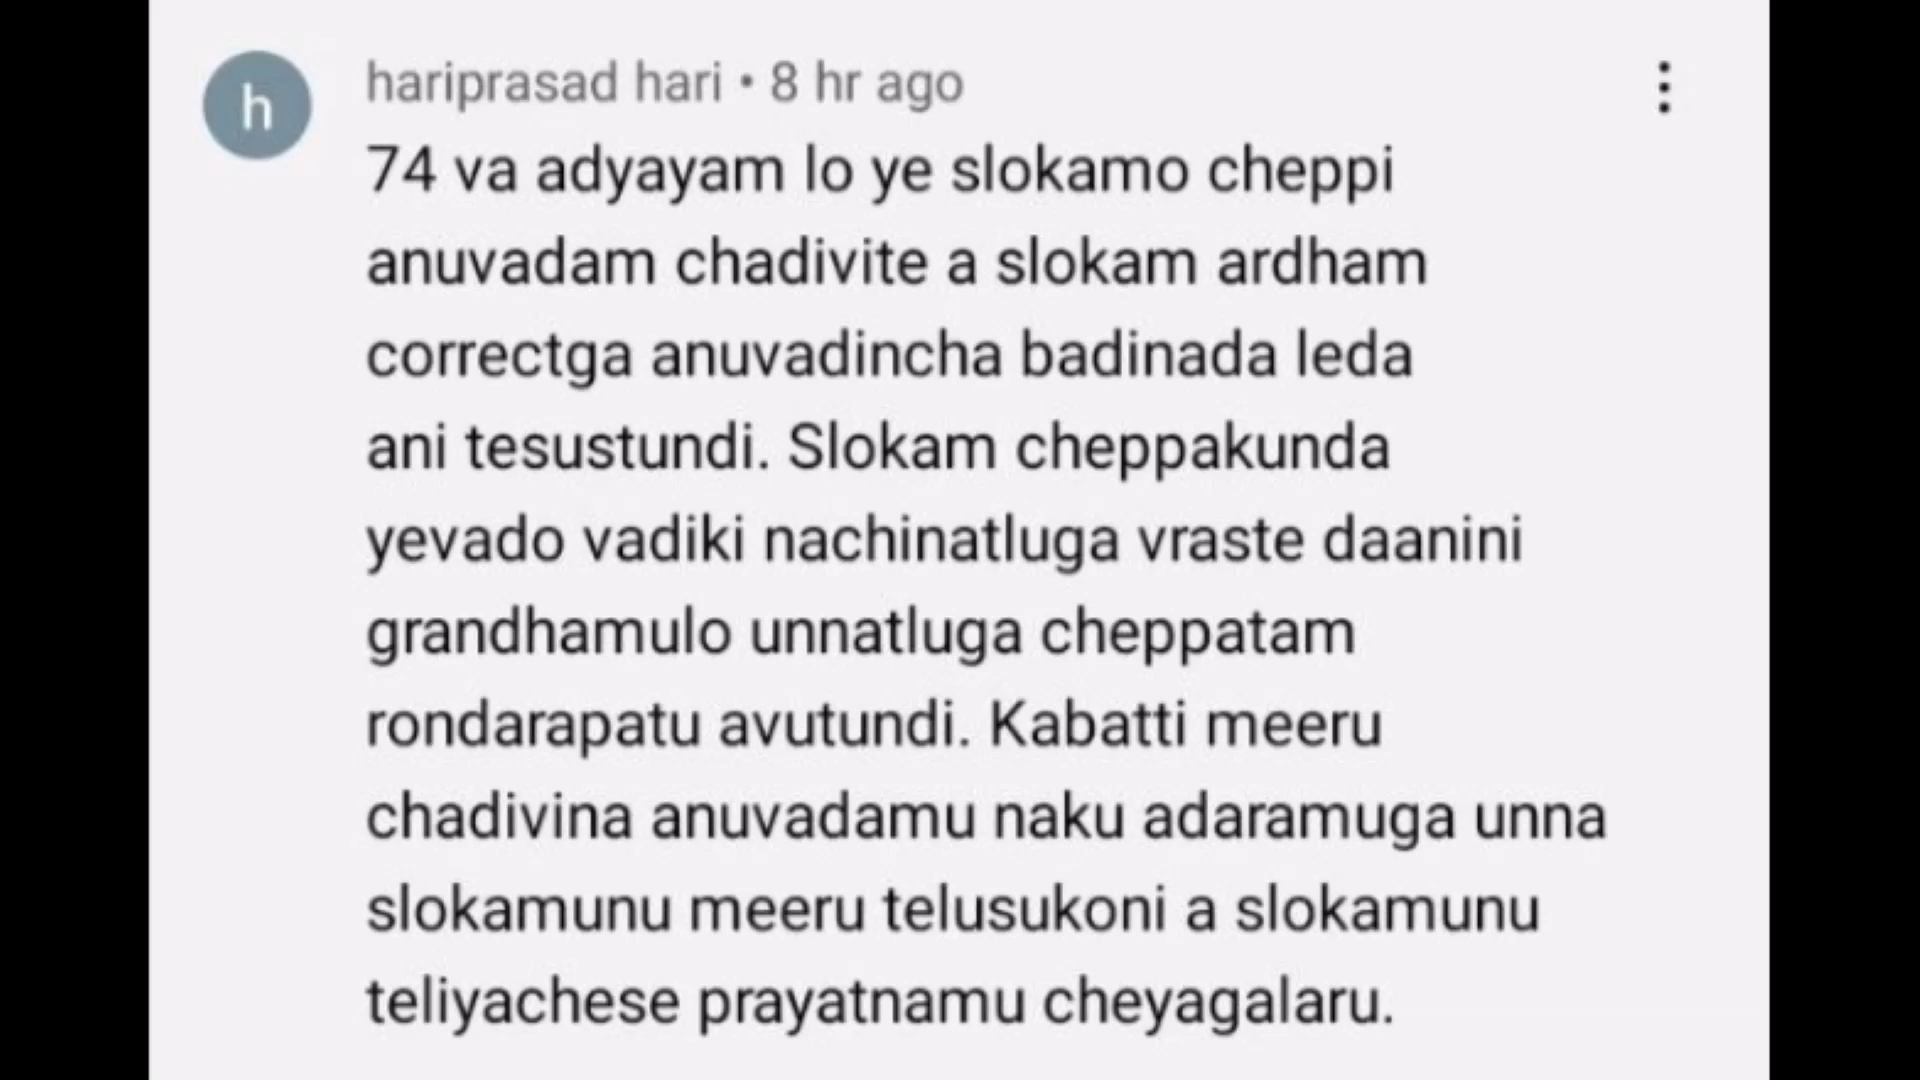 h
hariprasad hari • 8 hr ago
74 va adyayam lo ye slokamo cheppi
anuvadam chadivite a slokam ardham
correctga anuvadincha badinada leda
ani tesustundi. Slokam cheppakunda
yevado vadiki nachinatluga vraste daanini
grandhamulo unnatluga cheppatam
rondarapatu avutundi. Kabatti meeru
chadivina anuvadamu naku adaramuga unna
slokamunu meeru telusukoni a slokamunu
teliyachese prayatnamu cheyagalaru.